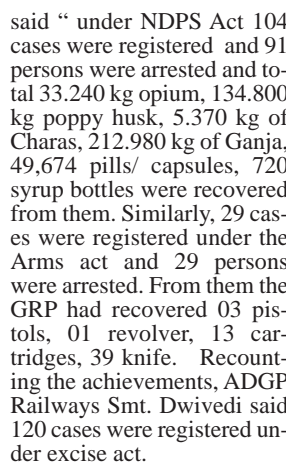 said “ under NDPS Act 104
cases were registered and 91
persons were arrested and to-
tal 33.240 kg opium, 134.800
kg poppy husk, 5.370 kg of
Charas, 212.980 kg of Ganja,
49,674 pills/ capsules, 720
syrup bottles were recovered
from them. Similarly, 29 cas-
es were registered under the
Arms act and 29 persons
were arrested. From them the
GRP had recovered 03 pis-
tols, 01 revolver, 13 car-
tridges, 39 knife. Recount-
ing the achievements, ADGP
Railways Smt. Dwivedi said
120 cases were registered un-
der excise act.